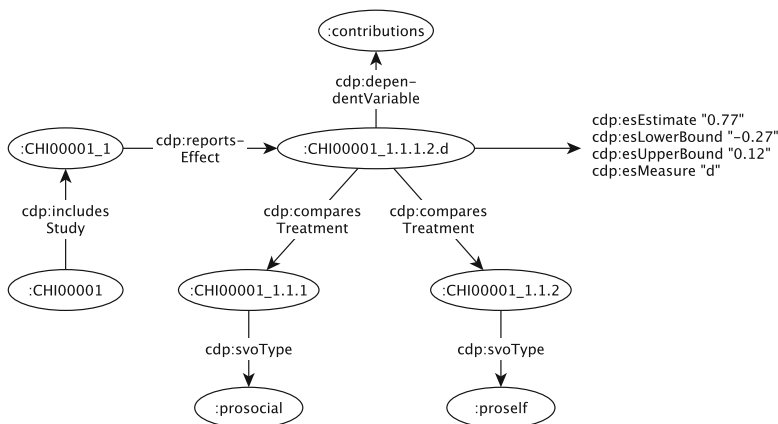 :contributions
cdp:depen-
dentVariable
:CHI00001_1
cdp:reports-
Effect
:CHI00001_1.1.1.2.d
cdp:esEstimate "0.77"
cdp:esLowerBound "−0.27"
cdp:esUpperBound "0.12"
cdp:esMeasure "d"
cdp:includes
Study
cdp:compares
Treatment
cdp:compares
Treatment
:CHI00001
:CHI00001_1.1.1
:CHI00001_1.1.2
cdp:svoType
cdp:svoType
:prosocial
:proself